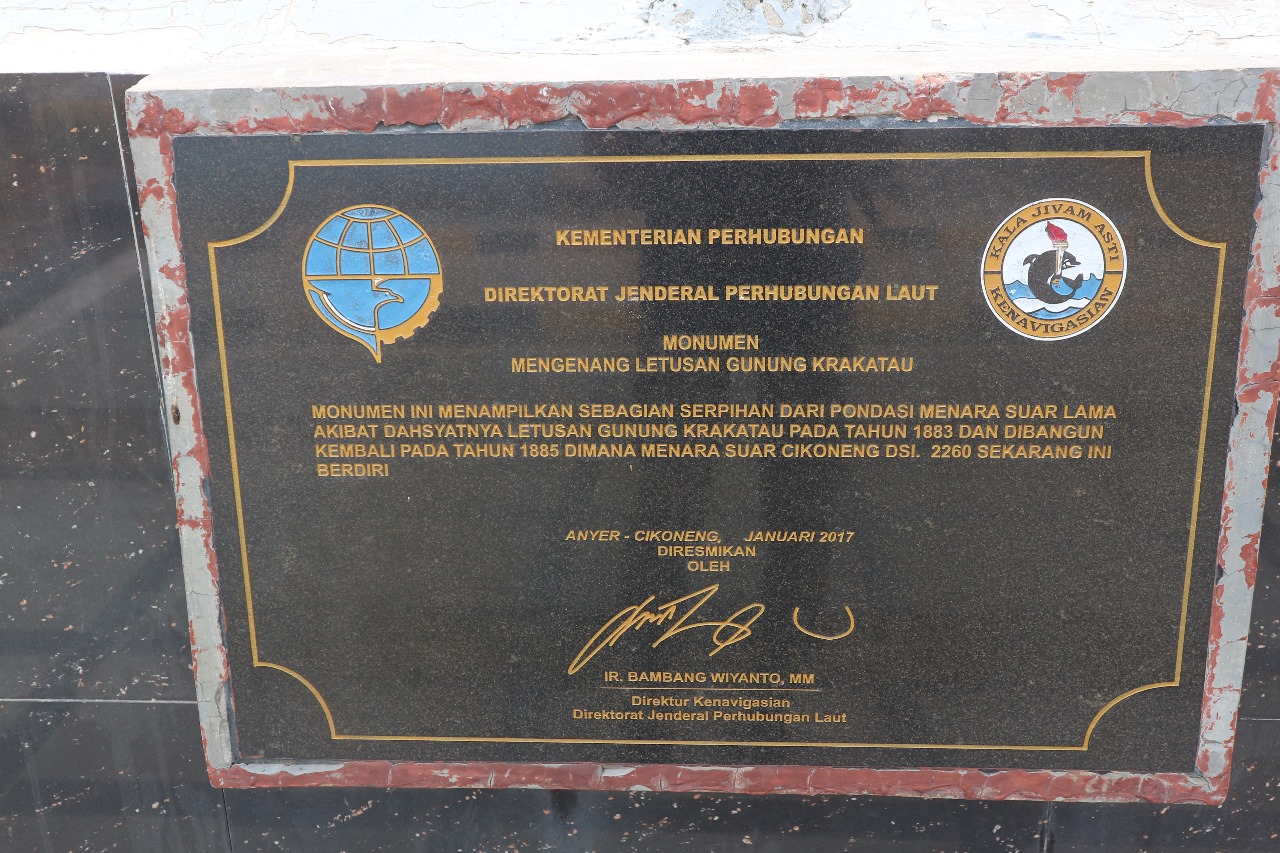 KEMENTERIAN PERHUBUNGAN
KALA JIVAM ASTI
KENAVIGASIAN
DIREKTORAT JENDERAL PERHUBUNGAN LAUT
MONUMEN
MENGENANG LETUSAN GUNUNG KRAKATAU
MONUMEN INI MENAMPILKAN SEBAGIAN SERPIHAN DARI PONDASI MENARA SUAR LAMA
AKIBAT DAHSYATNYA LETUSAN GUNUNG KRAKATAU PADA TAHUN 1883 DAN DIBANGUN
KEMBALI PADA TAHUN 1885 DIMANA MENARA SUAR CIKONENG DSI. 2260 SEKARANG INI
BERDIRI
ANYER - CIKONENG, JANUARI 2017
DIRESMIKAN
OLEH
IR. BAMBANG WIYANTO, MM
Direktur Kenavigasian
Direktorat Jenderal Perhubungan Laut